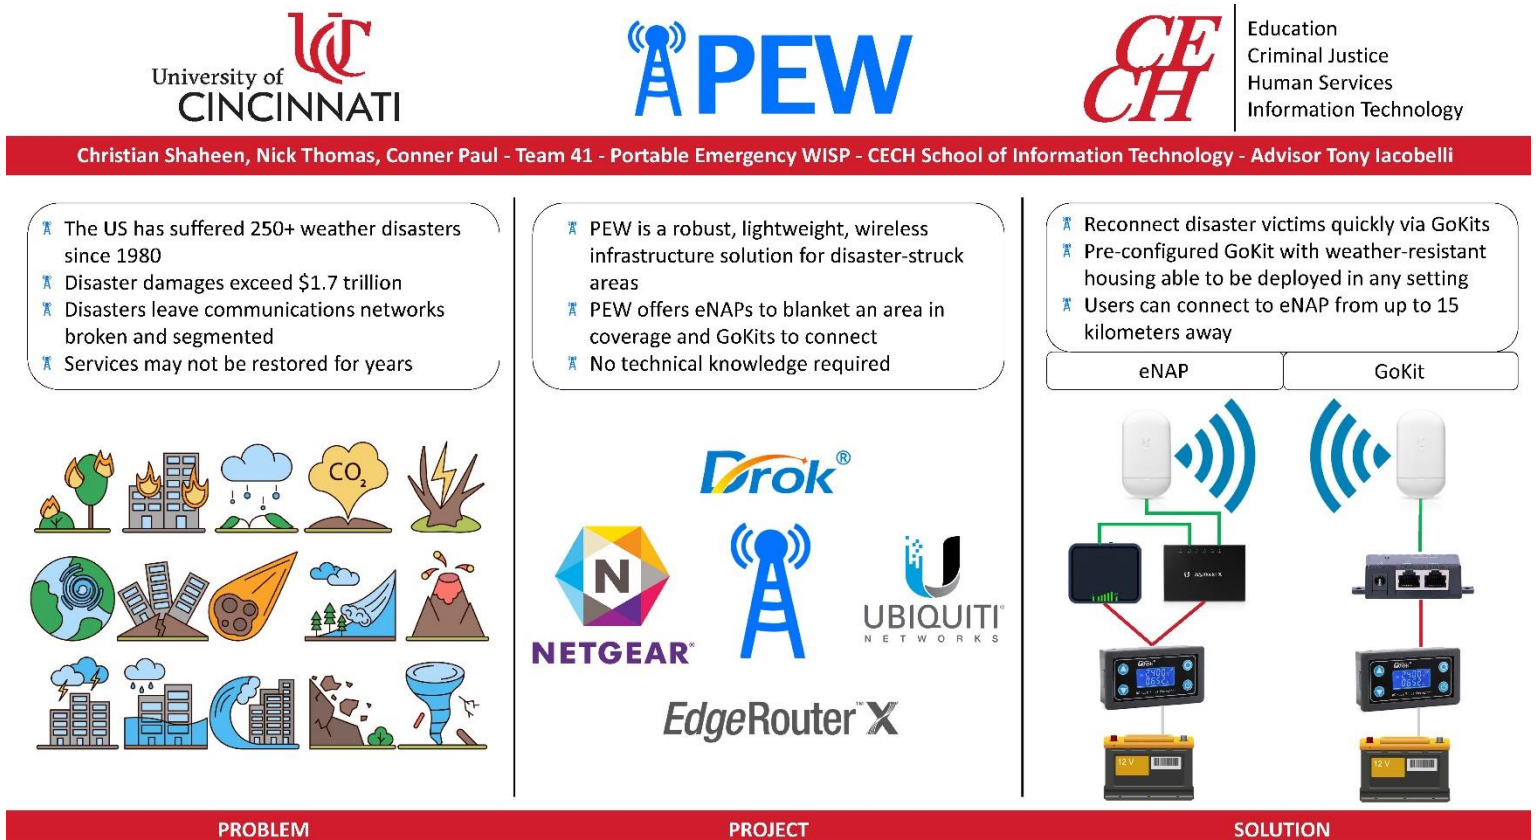 University of
CINCINNATI
PEW
CE
CH
Education
Criminal Justice
Human Services
Information Technology
Christian Shaheen, Nick Thomas, Conner Paul - Team 41 - Portable Emergency WISP - CECH School of Information Technology - Advisor Tony Iacobelli
The US has suffered 250+ weather disasters
since 1980
Disaster damages exceed $1.7 trillion
Disasters leave communications networks
broken and segmented
Services may not be restored for years
CO2
PEW is a robust, lightweight, wireless
infrastructure solution for disaster-struck
areas
PEW offers eNAPs to blanket an area in
coverage and GoKits to connect
No technical knowledge required
Drok®
N
NETGEAR®
U
UBIQUITI
NETWORKS
EdgeRouter™ X
Reconnect disaster victims quickly via GoKits
Pre-configured GoKit with weather-resistant
housing able to be deployed in any setting
Users can connect to eNAP from up to 15
kilometers away
eNAP
GoKit
EdgeRouter X
Drok
Drok
12 V
12 V
PROBLEM
PROJECT
SOLUTION